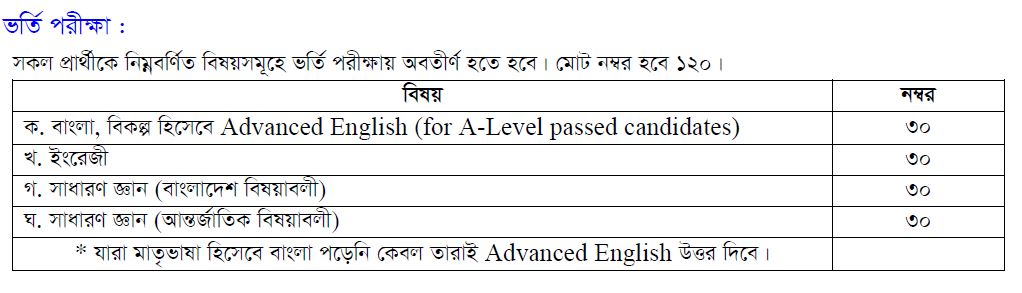 ভর্তি পরীক্ষা :
সকল প্রার্থীকে নিম্নবর্ণিত বিষয়সমূহে ভর্তি পরীক্ষায় অবতীর্ণ হতে হবে। মোট নম্বর হবে ১২০।
বিষয় নম্বর
ক. বাংলা, বিকল্প হিসেবে Advanced English (for A-Level passed candidates) ৩০
খ. ইংরেজী ৩০
গ. সাধারণ জ্ঞান (বাংলাদেশ বিষয়াবলী) ৩০
ঘ. সাধারণ জ্ঞান (আন্তর্জাতিক বিষয়াবলী) ৩০
* যারা মাতৃভাষা হিসেবে বাংলা পড়েনি কেবল তারাই Advanced English উত্তর দিবে।